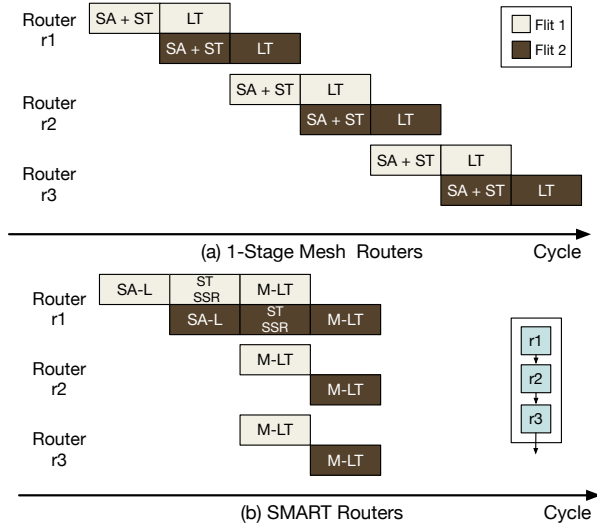 Router
r1
SA + ST LT
SA + ST LT
Flit 1
Flit 2
Router
r2
SA + ST LT
SA + ST LT
Router
r3
SA + ST LT
SA + ST LT
(a) 1-Stage Mesh Routers Cycle
Router
r1
SA-L ST SSR M-LT
SA-L ST SSR M-LT
Router
r2
M-LT
M-LT
Router
r3
M-LT
M-LT
r1
r2
r3
(b) SMART Routers Cycle